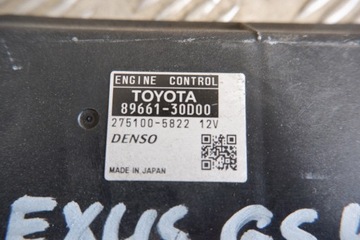 ENGINE CONTROL
TOYOTA
89661-30D00
275100-5822 12V
DENSO
MADE IN JAPAN
EXUS GS